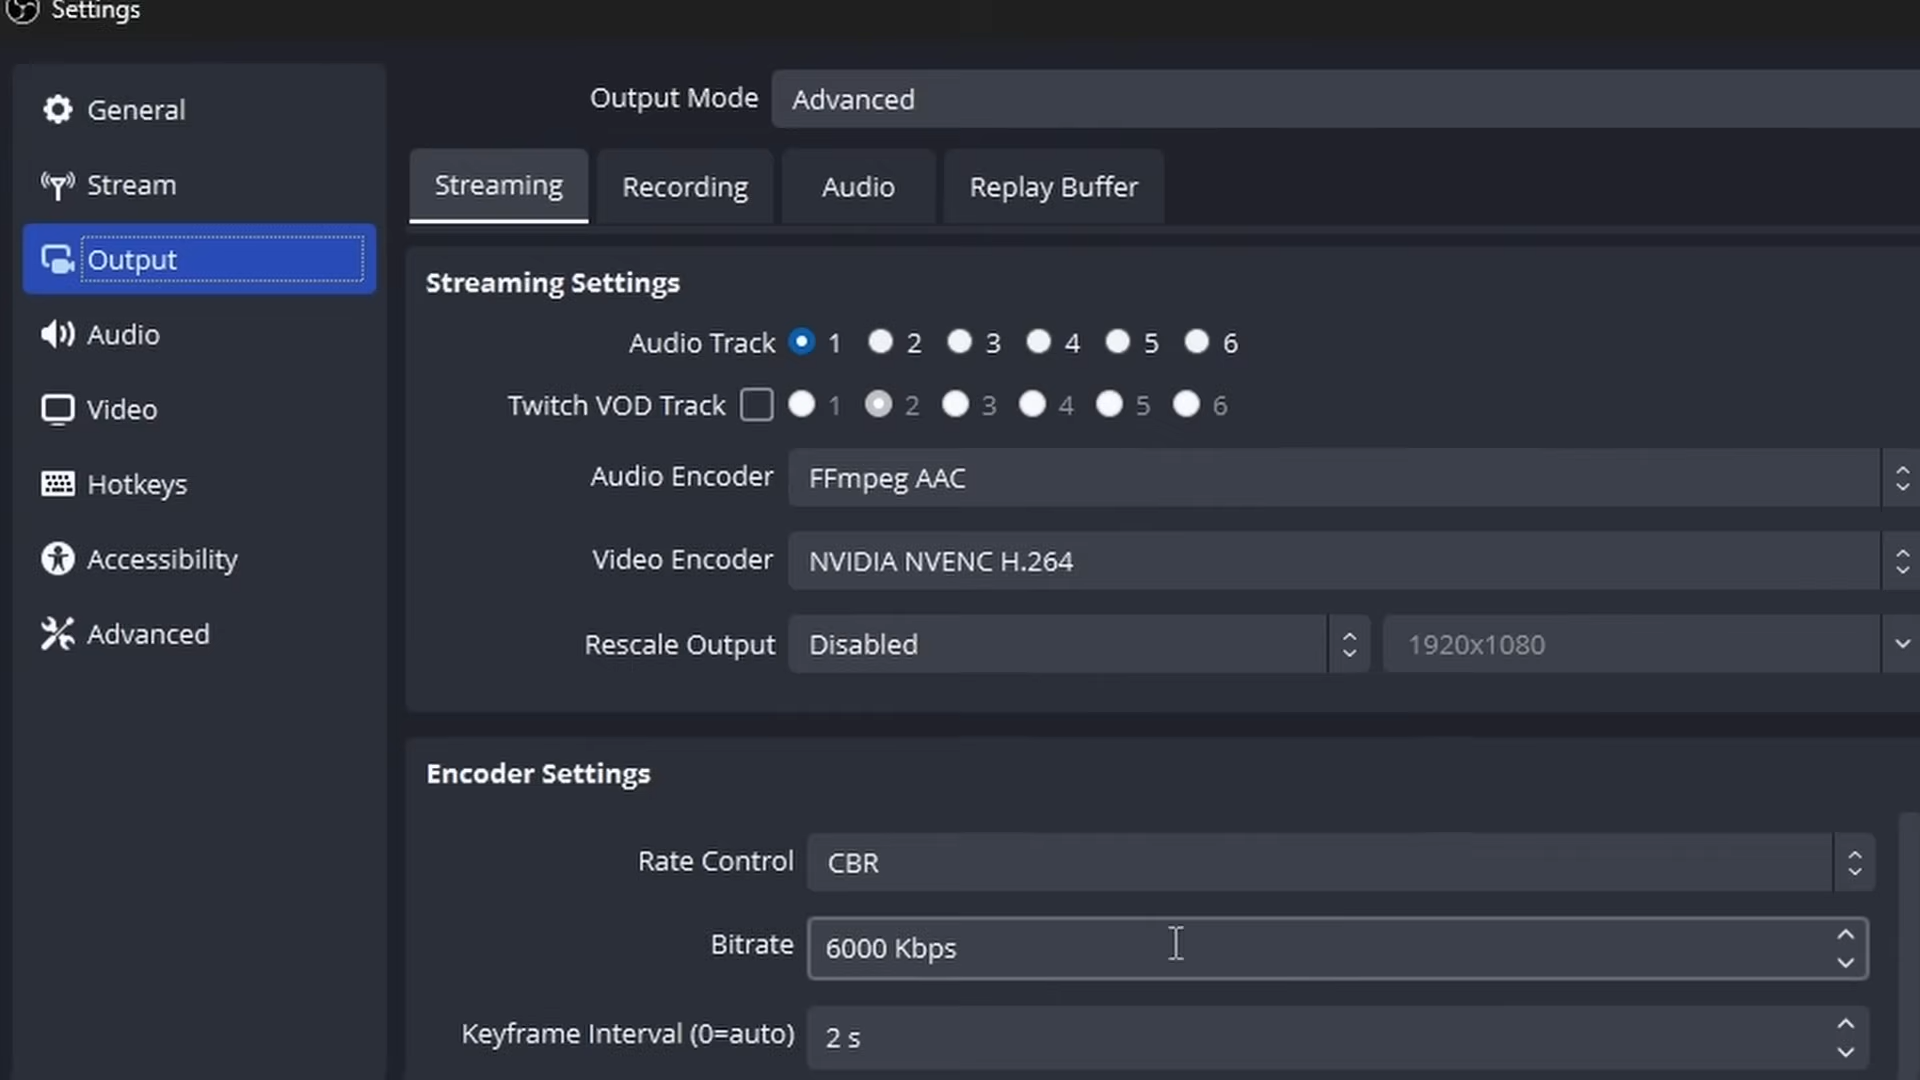 Settings
General
Stream
Output
Audio
Video
Hotkeys
Accessibility
Advanced
Output Mode Advanced
Streaming Recording Audio Replay Buffer
Streaming Settings
Audio Track 1 2 3 4 5 6
Twitch VOD Track 1 2 3 4 5 6
Audio Encoder FFmpeg AAC
Video Encoder NVIDIA NVENC H.264
Rescale Output Disabled 1920x1080
Encoder Settings
Rate Control CBR
Bitrate 6000 Kbps
Keyframe Interval (0=auto) 2 s